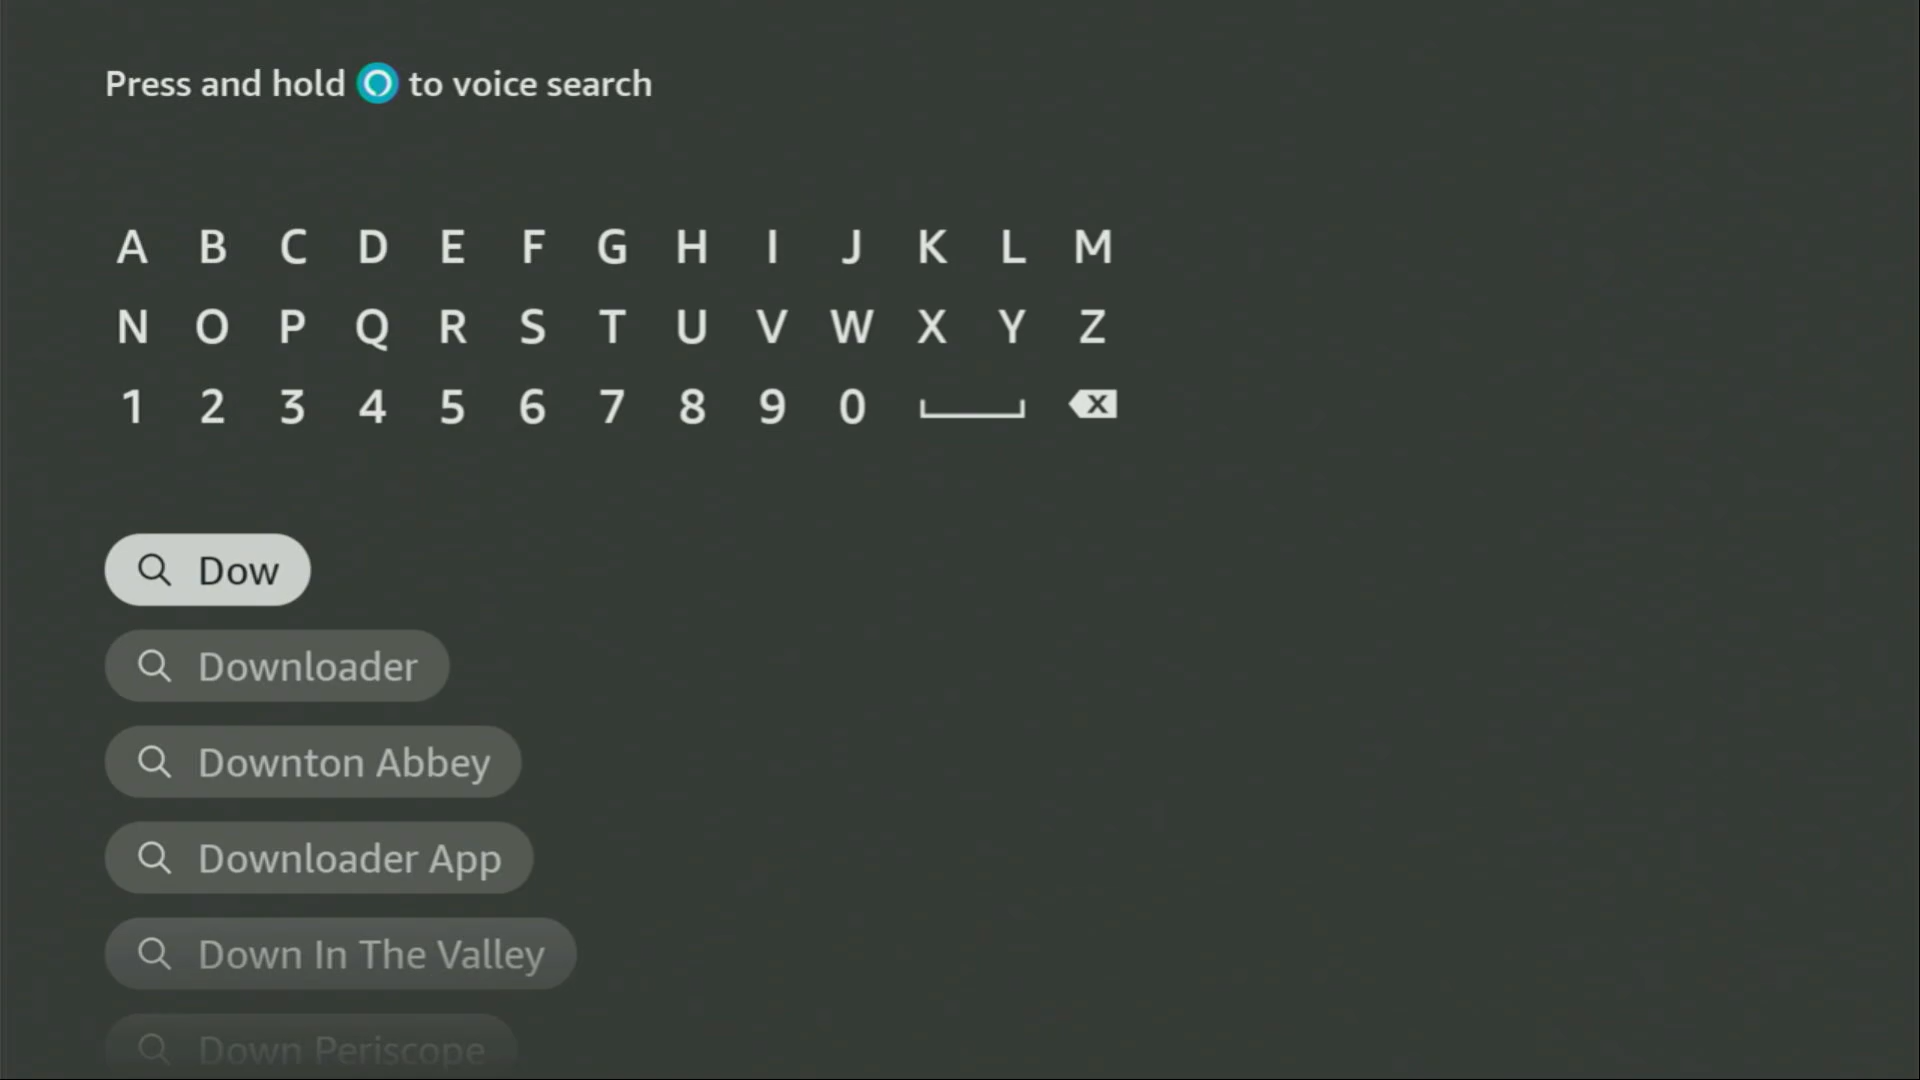 Press and hold to voice search
A B C D E F G H I J K L M
N O P Q R S T U V W X Y Z
1 2 3 4 5 6 7 8 9 0
Dow
Downloader
Downton Abbey
Downloader App
Down In The Valley
Down Periscope